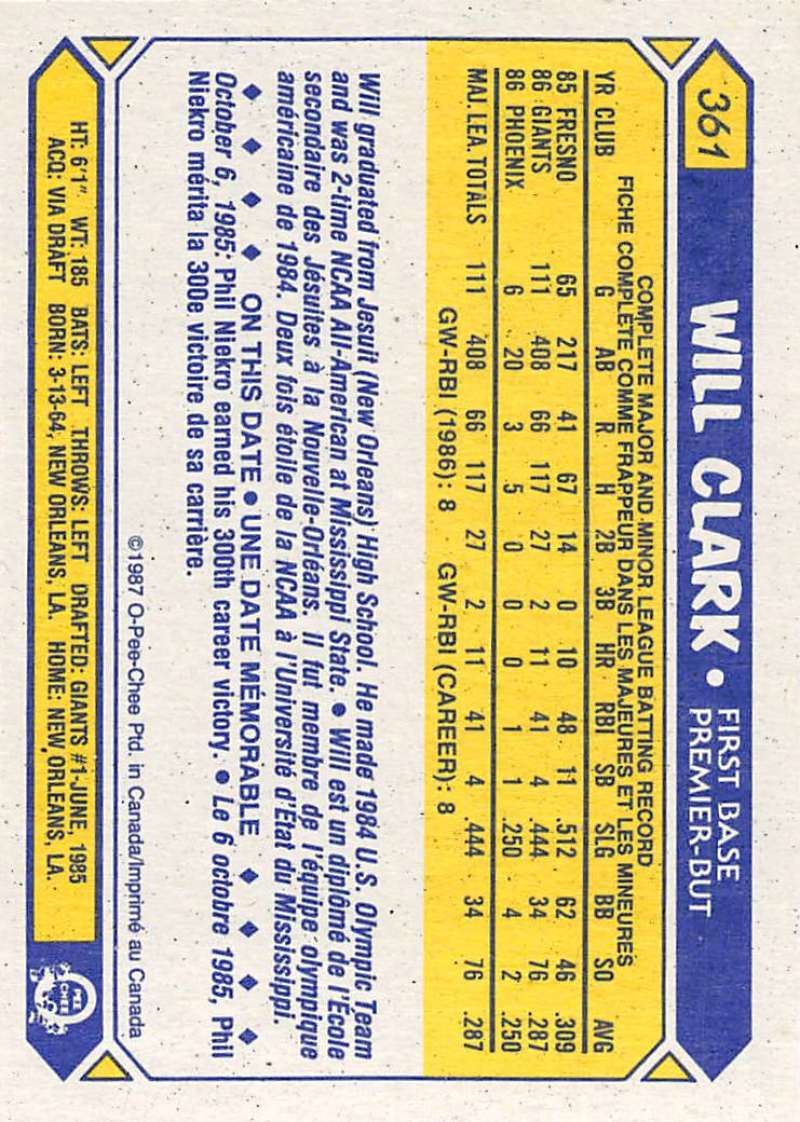 361
WILL CLARK • FIRST BASE
PREMIER-BUT
COMPLETE MAJOR AND MINOR LEAGUE BATTING RECORD
FICHE COMPLETE COMME FRAPPEUR DANS LES MAJEURES ET LES MINEURES
YR CLUB G AB R H 2B 3B HR RBI SB SLG BB SO AVG
85 FRESNO 65 217 41 67 14 0 10 48 11 .512 62 46 .309
86 GIANTS 111 408 66 117 27 2 11 41 4 .444 34 76 .287
86 PHOENIX 6 20 3 5 0 0 0 1 1 .250 4 2 .250
MAJ. LEA. TOTALS 111 408 66 117 27 2 11 41 4 .444 34 76 .287
GW-RBI (1986): 8 GW-RBI (CAREER): 8
Will graduated from Jesuit (New Orleans) High School. He made 1984 U.S. Olympic Team
and was 2-time NCAA All-American at Mississippi State. • Will est un diplômé de l'École
secondaire des Jésuites à la Nouvelle-Orléans. Il fut membre de l'équipe olympique
américaine de 1984. Deux fois étoile de la NCAA à l'Université d'État du Mississippi.
◆ ◆ ◆ ◆ ON THIS DATE • UNE DATE MÉMORABLE ◆ ◆ ◆ ◆
October 6, 1985: Phil Niekro earned his 300th career victory. • Le 6 octobre 1985, Phil
Niekro mérita la 300e victoire de sa carrière.
©1987 O-Pee-Chee Ptd. in Canada/Imprimé au Canada
HT: 6'1" WT: 185 BATS: LEFT THROWS: LEFT DRAFTED: GIANTS #1-JUNE, 1985
ACQ: VIA DRAFT BORN: 3-13-64, NEW ORLEANS, LA. HOME: NEW ORLEANS, LA.
O
PEE
CHEE